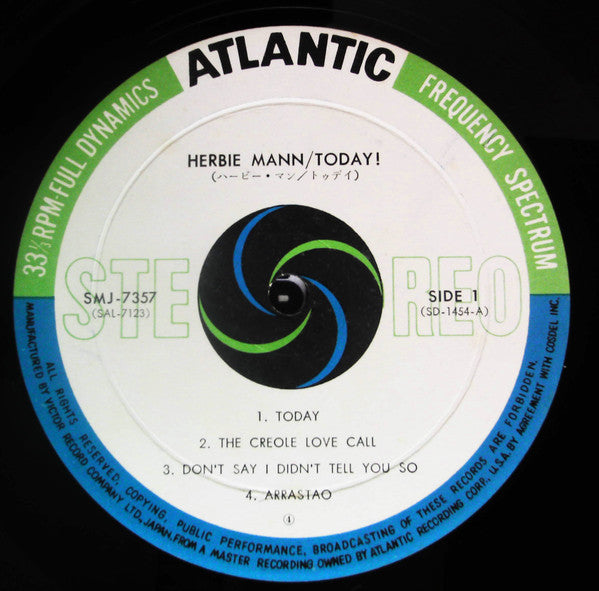 ATLANTIC
33⅓ RPM-FULL DYNAMICS
FREQUENCY SPECTRUM
HERBIE MANN/TODAY!
(ハービー・マン/トゥデイ)
STEREO
SMJ-7357
(SAL-7123)
SIDE 1
(SD-1454-A)
1. TODAY
2. THE CREOLE LOVE CALL
3. DON'T SAY I DIDN'T TELL YOU SO
4. ARRASTAO
④
ALL RIGHTS RESERVED, COPYING, PUBLIC PERFORMANCE, BROADCASTING OF THESE RECORDS ARE FORBIDDEN.
MANUFACTURED BY VICTOR RECORD COMPANY LTD., JAPAN, FROM A MASTER RECORDING OWNED BY ATLANTIC RECORDING CORP., U.S.A. BY AGREEMENT WITH COSDEL INC.